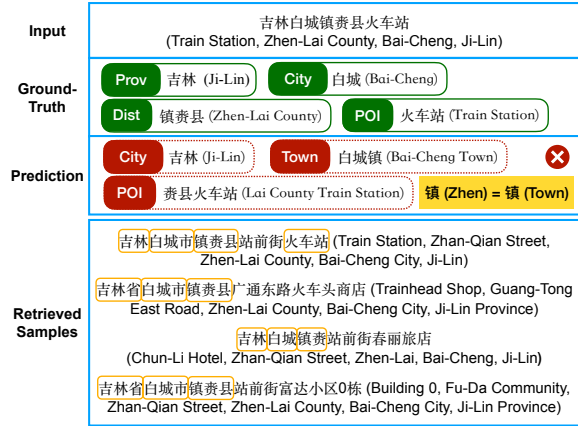 Input
吉林白城镇赉县火车站
(Train Station, Zhen-Lai County, Bai-Cheng, Ji-Lin)
Ground-Truth
Prov 吉林 (Ji-Lin) City 白城 (Bai-Cheng)
Dist 镇赉县 (Zhen-Lai County) POI 火车站 (Train Station)
Prediction
City 吉林 (Ji-Lin) Town 白城镇 (Bai-Cheng Town)
POI 赉县火车站 (Lai County Train Station) 镇 (Zhen) = 镇 (Town)
Retrieved Samples
吉林白城市镇赉县站前街火车站 (Train Station, Zhan-Qian Street,
Zhen-Lai County, Bai-Cheng City, Ji-Lin)
吉林省白城市镇赉县广通东路火车头商店 (Trainhead Shop, Guang-Tong
East Road, Zhen-Lai County, Bai-Cheng City, Ji-Lin Province)
吉林白城镇赉站前街春丽旅店
(Chun-Li Hotel, Zhan-Qian Street, Zhen-Lai, Bai-Cheng, Ji-Lin)
吉林省白城市镇赉县站前街富达小区0栋 (Building 0, Fu-Da Community,
Zhan-Qian Street, Zhen-Lai County, Bai-Cheng City, Ji-Lin Province)